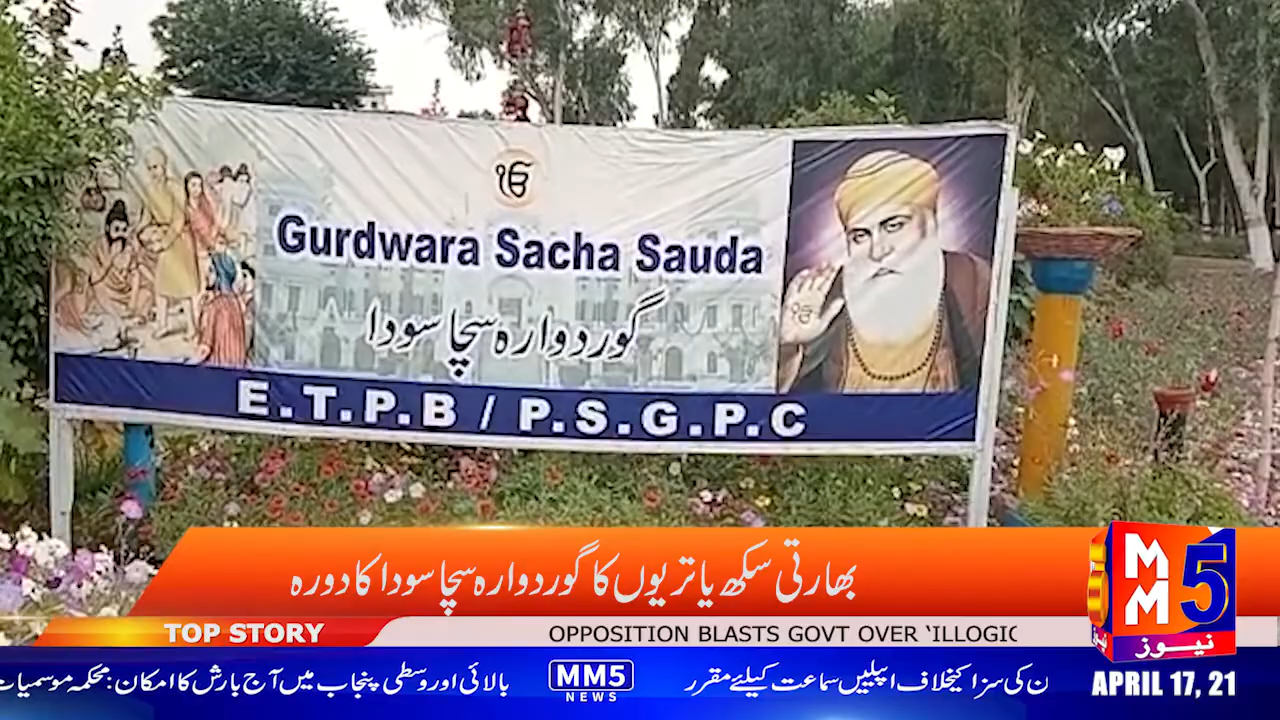 ੴ
Gurdwara Sacha Sauda
گوردوارہ سچا سودا
E.T.P.B / P.S.G.P.C
بھارتی سکھ یاتریوں کا گوردوارہ سچا سودا کا دورہ
MM5
نیوز
TOP STORY
OPPOSITION BLASTS GOVT OVER ‘ILLOGIC
بالائی اور وسطی پنجاب میں آج بارش کا امکان: محکمہ موسمیات
MM5 NEWS
ن کی سزا کیخلاف اپیلیں سماعت کیلئے مقرر
APRIL 17, 21